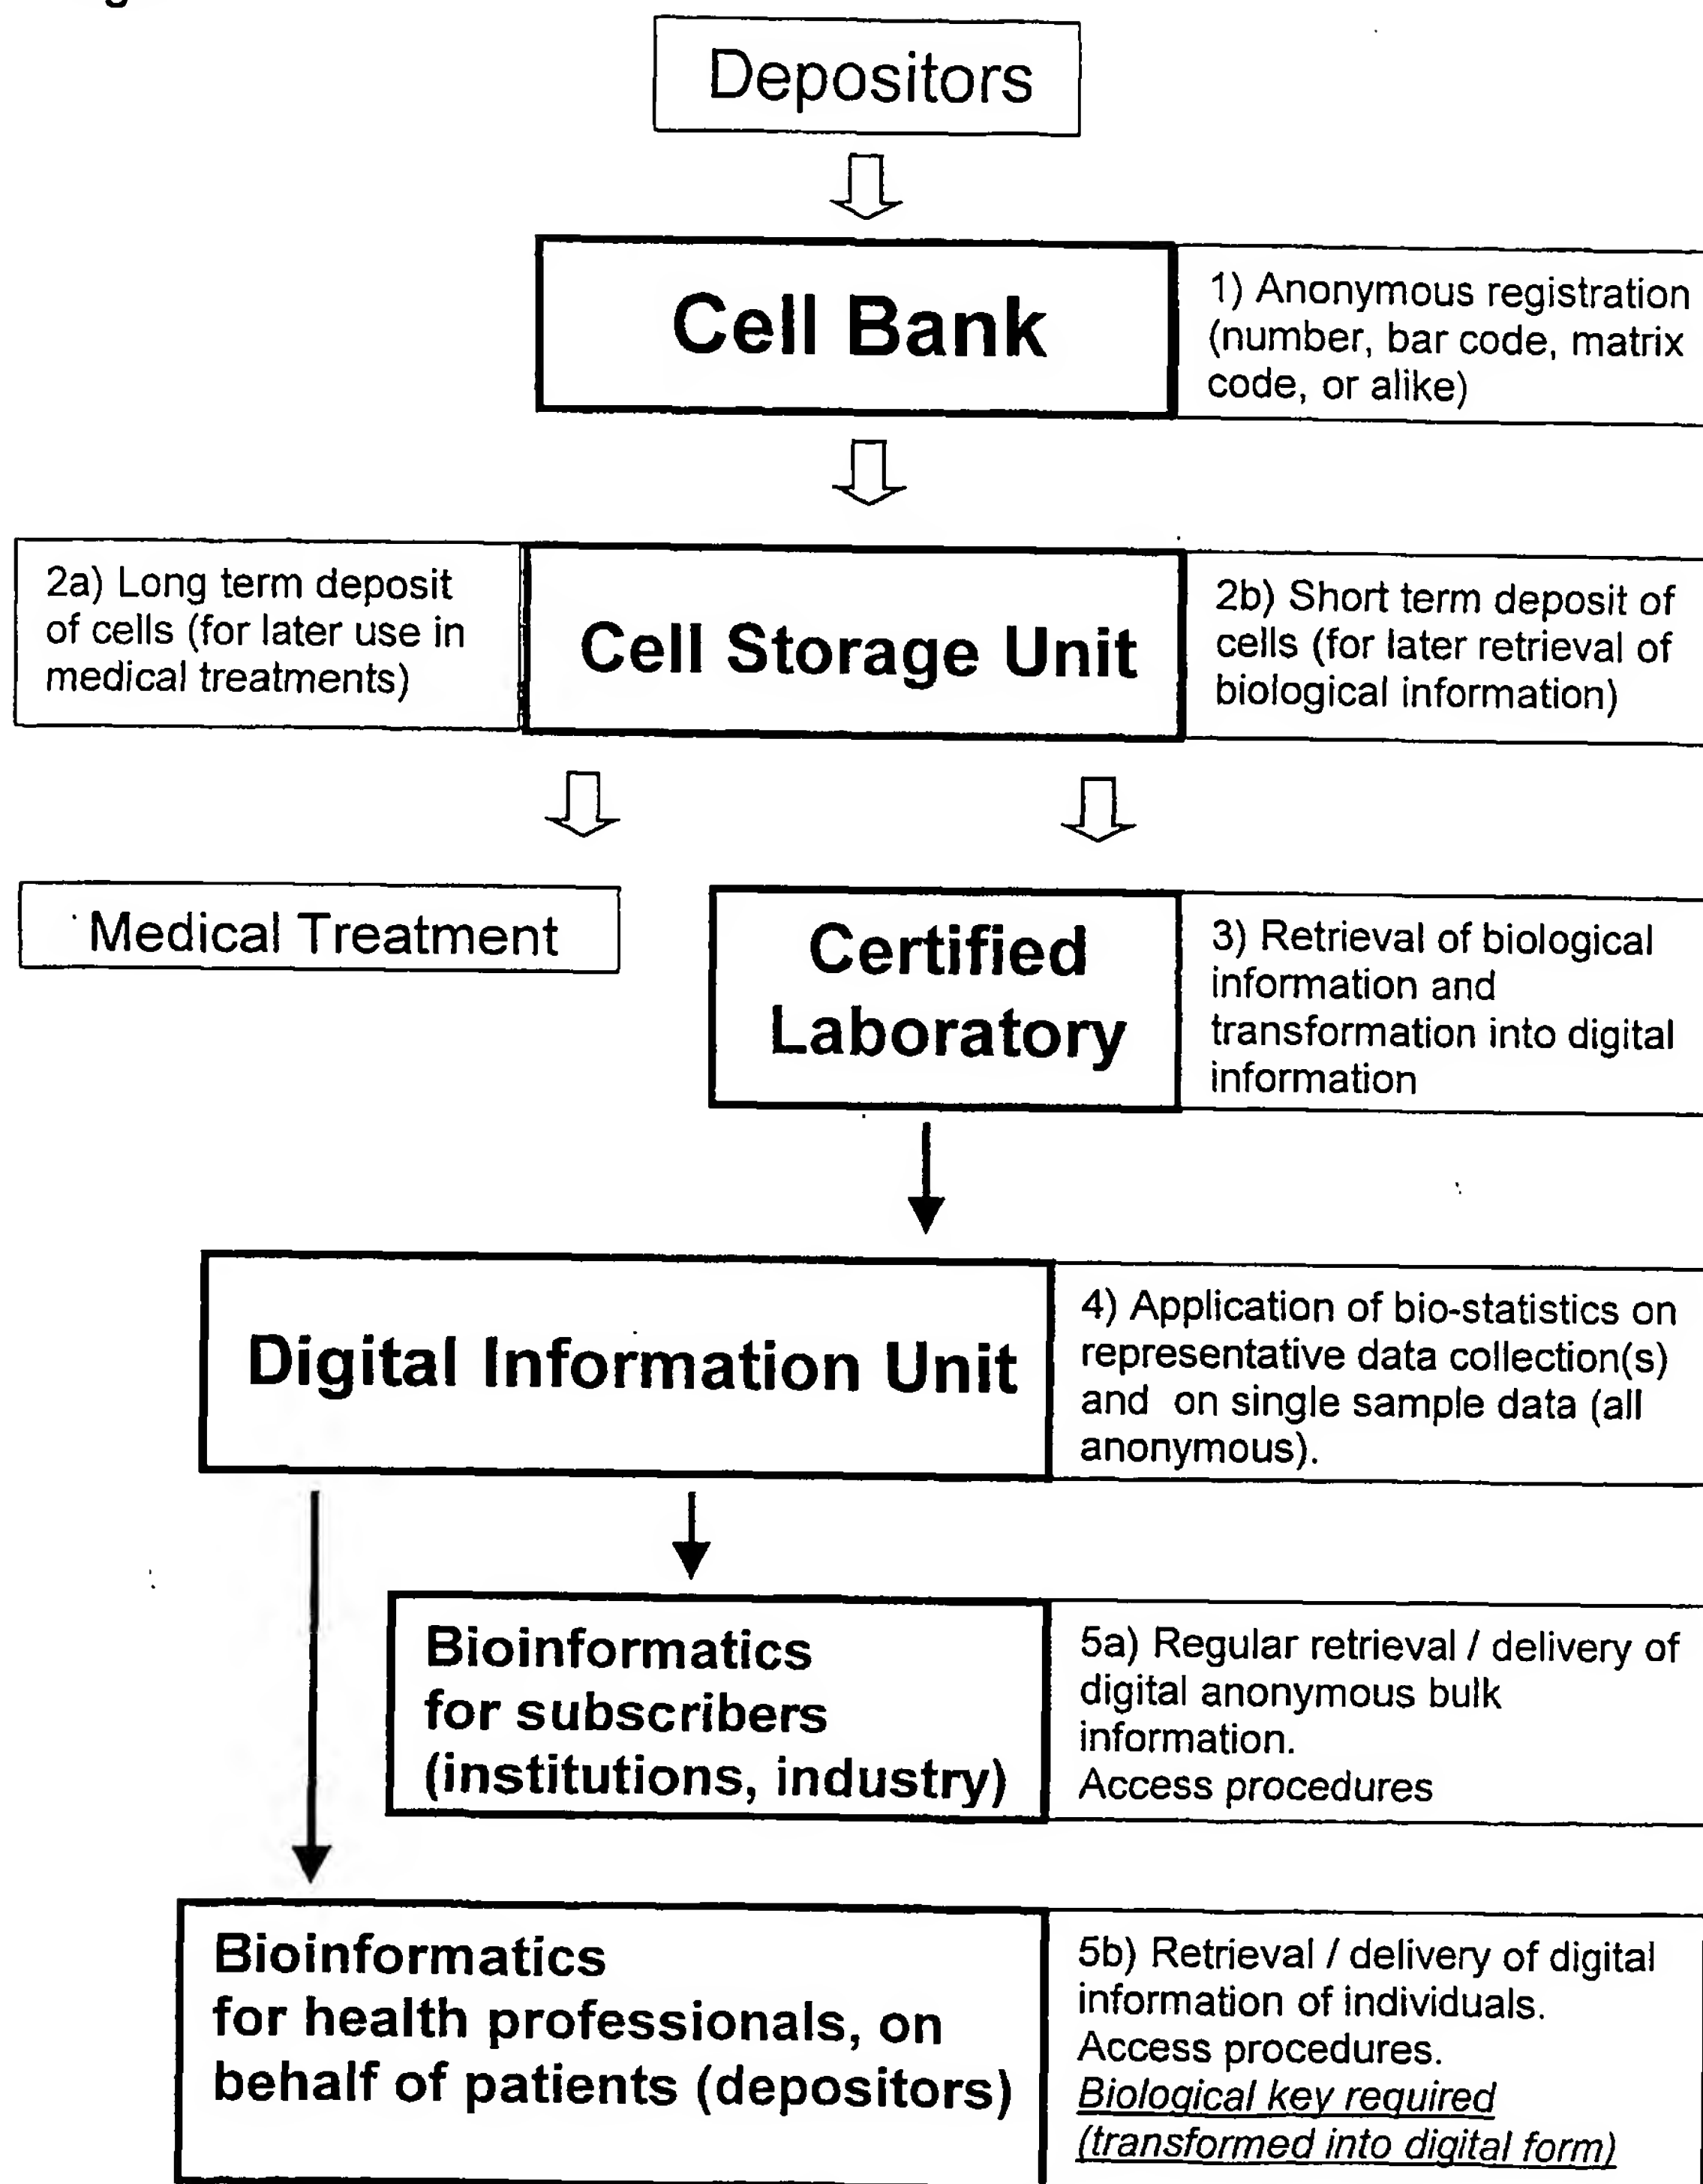 Depositors
Cell Bank
1) Anonymous registration
(number, bar code, matrix
code, or alike)
2a) Long term deposit
of cells (for later use in
medical treatments)
Cell Storage Unit
2b) Short term deposit of
cells (for later retrieval of
biological information)
Medical Treatment
Certified
Laboratory
3) Retrieval of biological
information and
transformation into digital
information
Digital Information Unit
4) Application of bio-statistics on
representative data collection(s)
and on single sample data (all
anonymous).
Bioinformatics
for subscribers
(institutions, industry)
5a) Regular retrieval / delivery of
digital anonymous bulk
information.
Access procedures
Bioinformatics
for health professionals, on
behalf of patients (depositors)
5b) Retrieval / delivery of digital
information of individuals.
Access procedures.
Biological key required
(transformed into digital form)